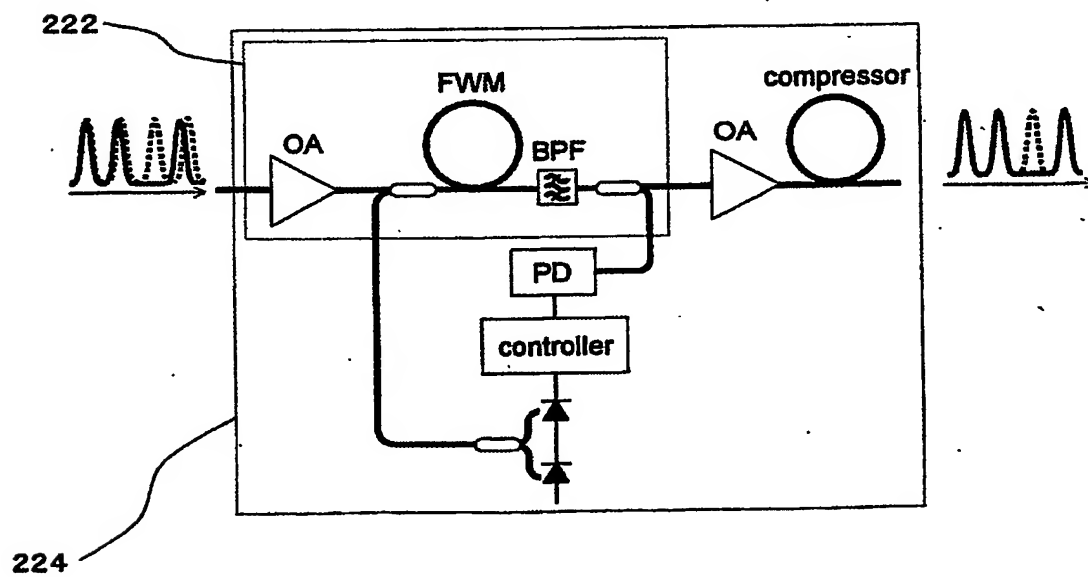 222
FWM
compressor
OA
BPF
OA
PD
controller
224